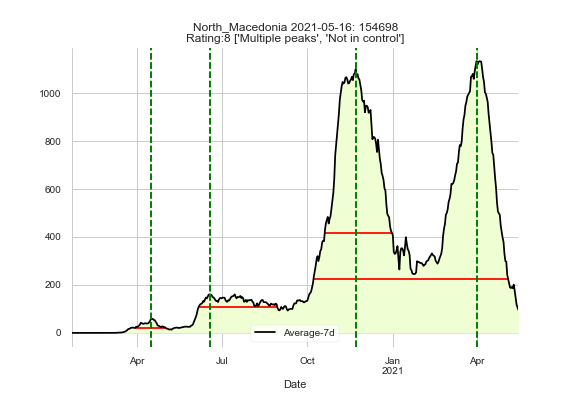 North_Macedonia 2021-05-16: 154698
Rating:8 ['Multiple peaks', 'Not in control']
1000
800
600
400
200
0
Average-7d
Apr
Jul
Oct
Jan
2021
Apr
Date